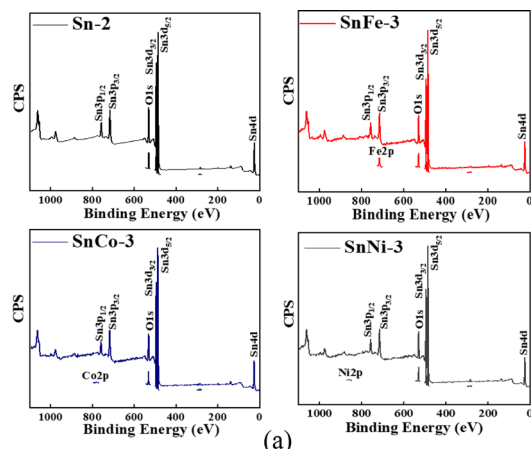 Sn-2
Sn3d3/2
Sn3d5/2
Sn3p1/2
Sn3p3/2
O1s
Sn4d
CPS
1000 800 600 400 200 0
Binding Energy (eV)
SnFe-3
Sn3d3/2
Sn3d5/2
Sn3p1/2
Sn3p3/2
O1s
Fe2p
Sn4d
CPS
1000 800 600 400 200 0
Binding Energy (eV)
SnCo-3
Sn3d3/2
Sn3d5/2
Sn3p1/2
Sn3p3/2
O1s
Sn4d
Co2p
CPS
1000 800 600 400 200 0
Binding Energy (eV)
SnNi-3
Sn3d3/2
Sn3d5/2
Sn3p1/2
Sn3p3/2
O1s
Sn4d
Ni2p
CPS
1000 800 600 400 200 0
Binding Energy (eV)
(a)